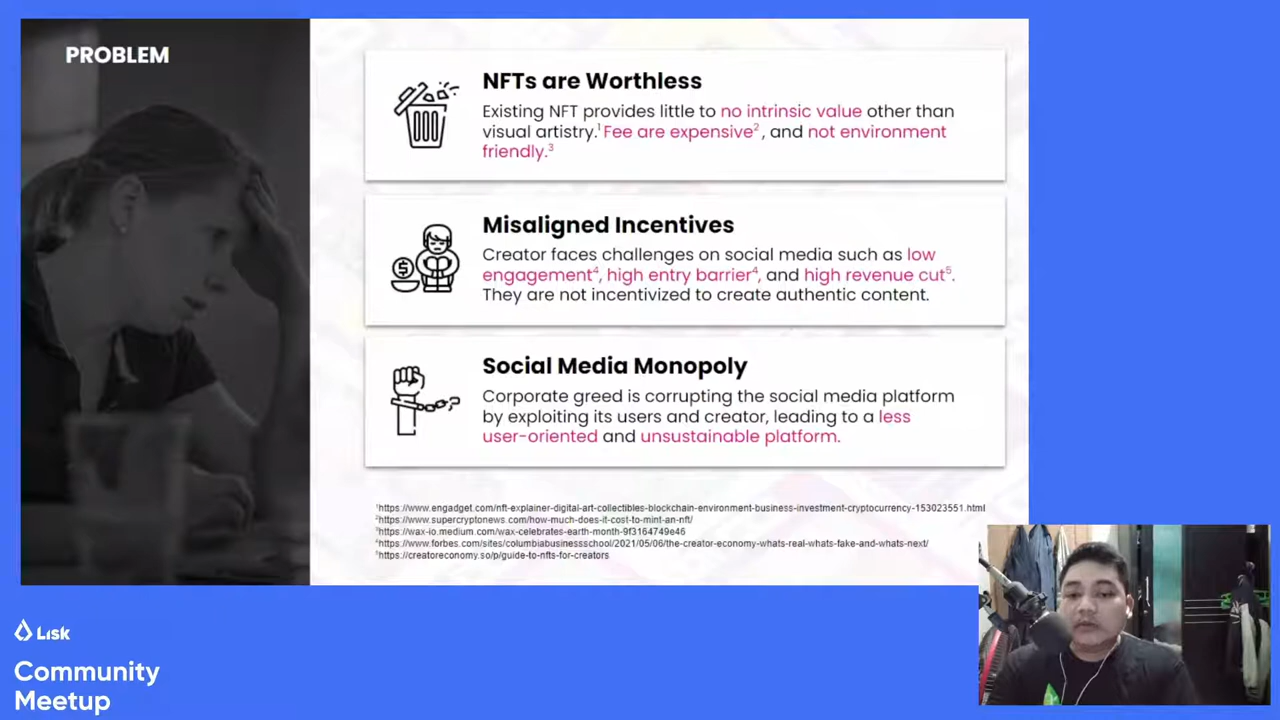 PROBLEM
NFTs are Worthless
Existing NFT provides little to no intrinsic value other than
visual artistry.¹ Fee are expensive², and not environment
friendly.³
Misaligned Incentives
Creator faces challenges on social media such as low
engagement⁴, high entry barrier⁴, and high revenue cut⁵.
They are not incentivized to create authentic content.
Social Media Monopoly
Corporate greed is corrupting the social media platform
by exploiting its users and creator, leading to a less
user-oriented and unsustainable platform.
¹https://www.engadget.com/nft-explainer-digital-art-collectibles-blockchain-environment-business-investment-cryptocurrency-153023551.html
²https://www.supercryptonews.com/how-much-does-it-cost-to-mint-an-nft/
³https://wax-io.medium.com/wax-celebrates-earth-month-9f3164749e46
⁴https://www.forbes.com/sites/columbiabusinessschool/2021/05/06/the-creator-economy-whats-real-whats-fake-and-whats-next/
⁵https://creatoreconomy.so/p/guide-to-nfts-for-creators
Lisk
Community
Meetup